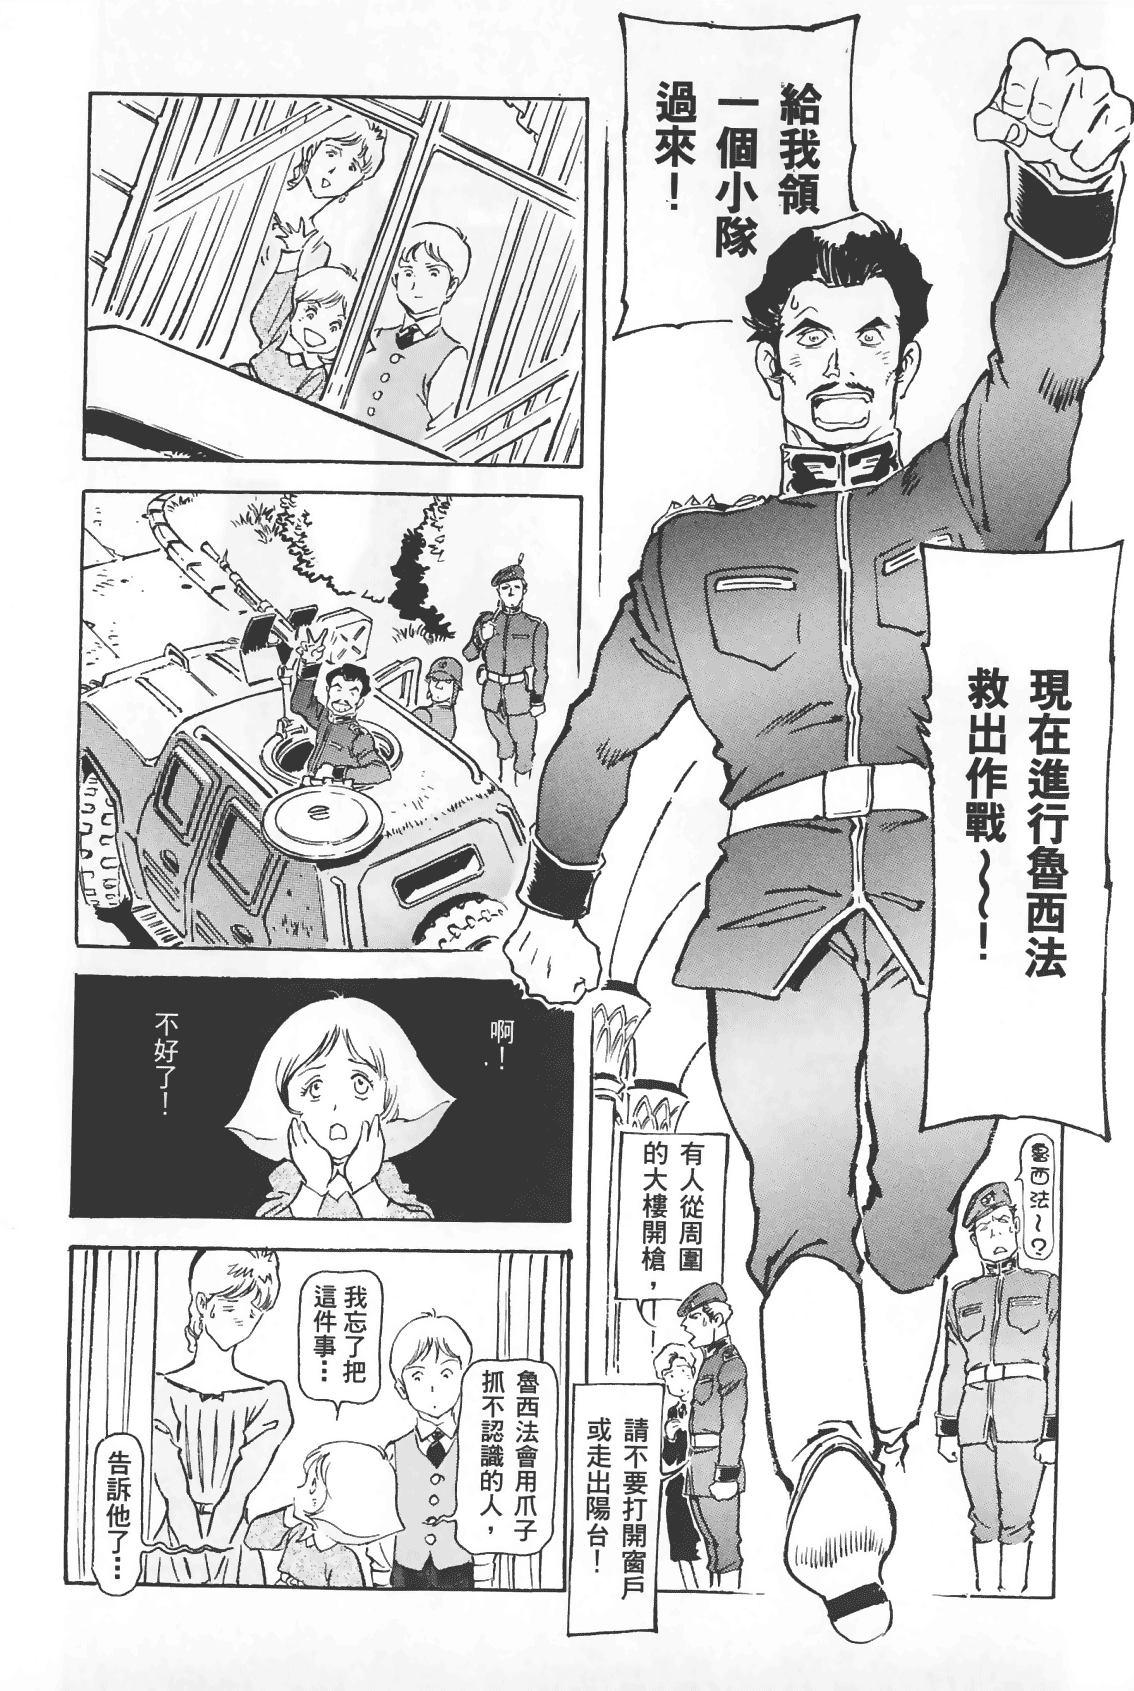 給我領
一個小隊
過來！
現在進行魯西法
救出作戰～～！
魯西法～？
有人從周圍
的大樓開槍，
請不要打開窗戶
或走出陽台！
啊！
不好了！
魯西法會用爪子
抓不認識的人，
我忘了把
這件事…
告訴他了…